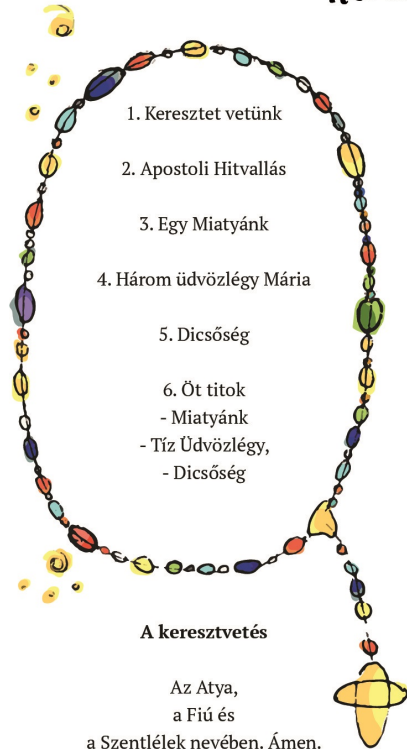 1. Keresztet vetünk
2. Apostoli Hitvallás
3. Egy Miatyánk
4. Három üdvözlégy Mária
5. Dicsőség
6. Öt titok
- Miatyánk
- Tíz Üdvözlégy,
- Dicsőség
A keresztvetés
Az Atya,
a Fiú és
a Szentlélek nevében. Ámen.